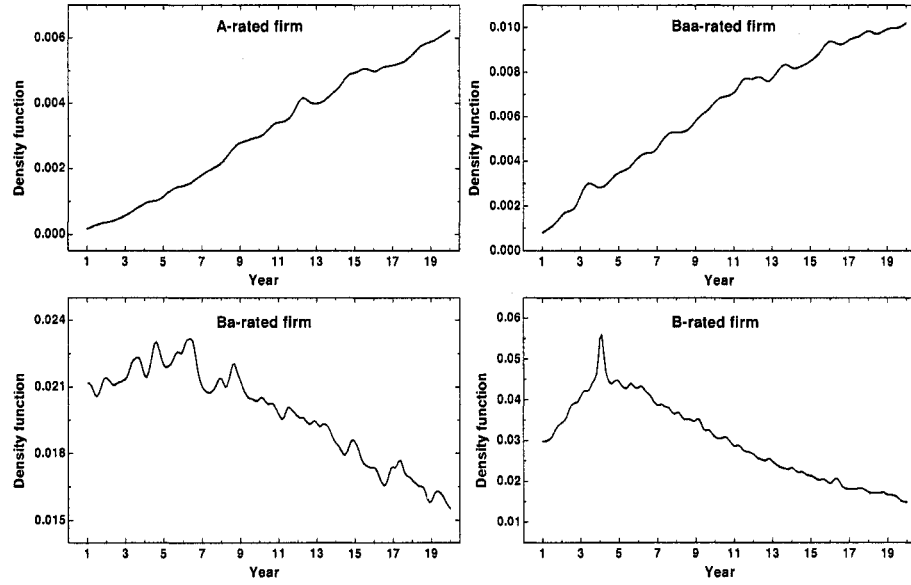 A-rated firm
Density function
0.006
0.004
0.002
0.000
1 3 5 7 9 11 13 15 17 19
Year
Baa-rated firm
Density function
0.010
0.008
0.006
0.004
0.002
0.000
1 3 5 7 9 11 13 15 17 19
Year
Ba-rated firm
Density function
0.024
0.021
0.018
0.015
1 3 5 7 9 11 13 15 17 19
Year
B-rated firm
Density function
0.06
0.05
0.04
0.03
0.02
0.01
1 3 5 7 9 11 13 15 17 19
Year